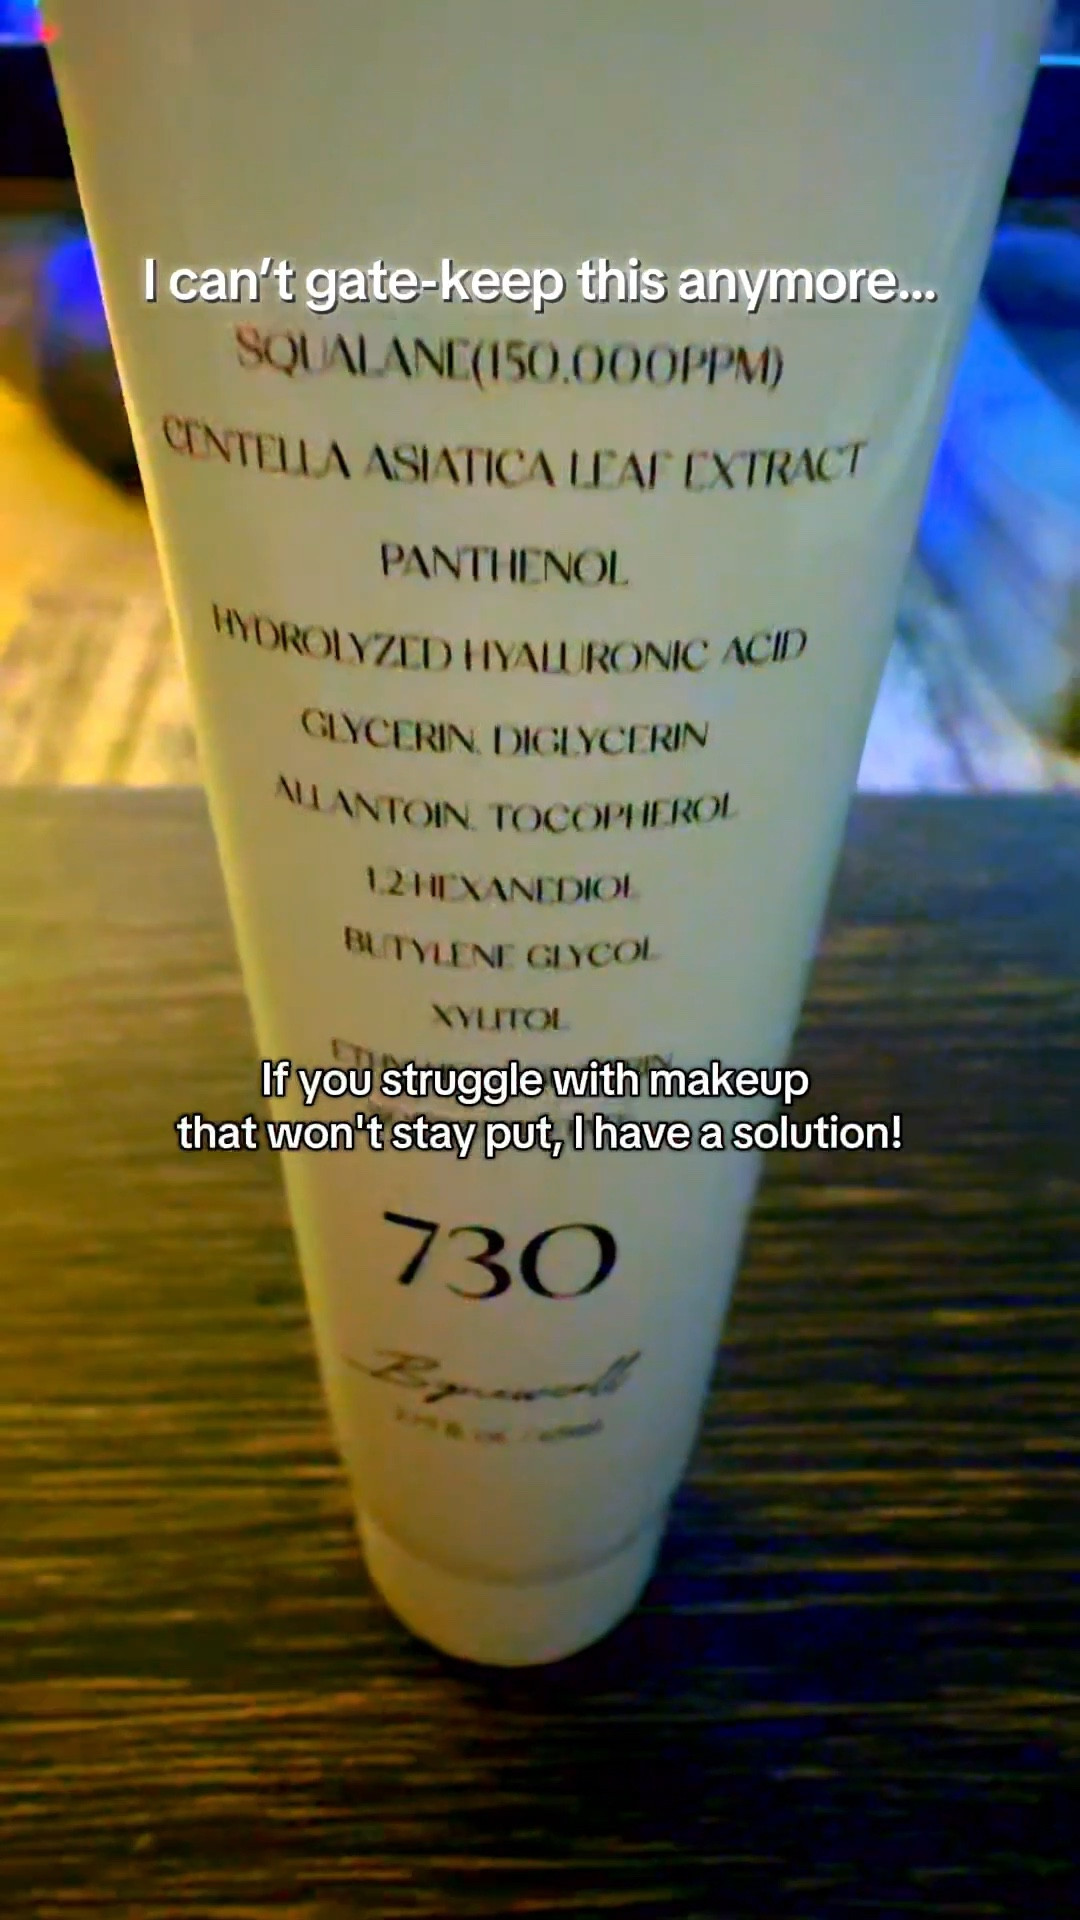 I can't gate-keep this anymore...
SQUALANE(150.000PPM)
CENTELLA ASIATICA LEAF EXTRACT
PANTHENOL
HYDROLYZED HYALURONIC ACID
GLYCERIN, DIGLYCERIN
ALLANTOIN, TOCOPHEROL
1.2-HEXANEDIOL
BUTYLENE GLYCOL
XYLITOL
If you struggle with makeup
that won't stay put, I have a solution!
730